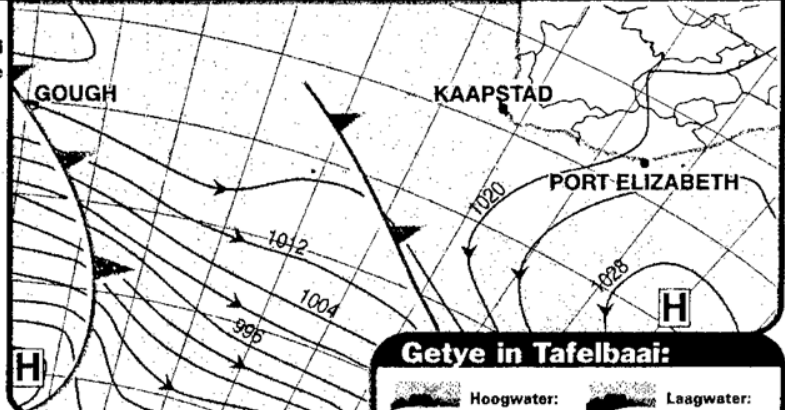 GOUGH
KAAPSTAD
PORT ELIZABETH
1020
1012
1028
1004
996
H
H
Getye in Tafelbaai:
Hoogwater: Laagwater: